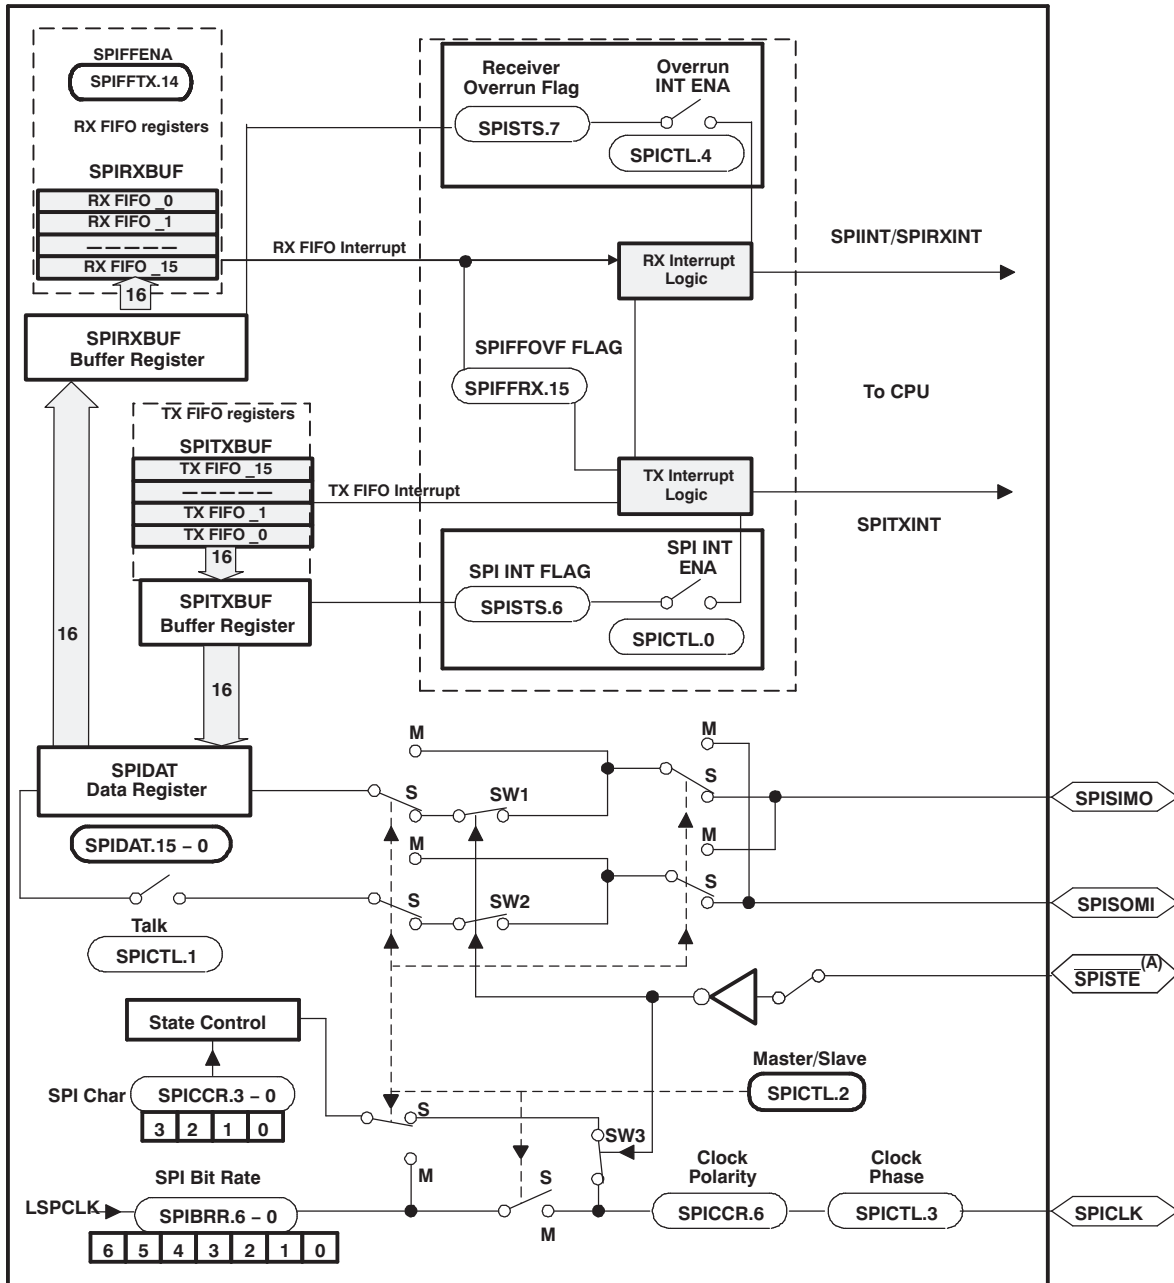 SPIFFENA
SPIFFTX.14
RX FIFO registers
SPIRXBUF
RX FIFO _0
RX FIFO _1
– – – – –
RX FIFO _15
16
SPIRXBUF
Buffer Register
16
TX FIFO registers
SPITXBUF
TX FIFO _15
– – – – –
TX FIFO _1
TX FIFO _0
16
SPITXBUF
Buffer Register
16
SPIDAT
Data Register
SPIDAT.15 – 0
Talk
SPICTL.1
RX FIFO Interrupt
TX FIFO Interrupt
Receiver
Overrun Flag
SPISTS.7
Overrun
INT ENA
SPICTL.4
RX Interrupt
Logic
SPIINT/SPIRXINT
SPIFFOVF FLAG
SPIFFRX.15
To CPU
TX Interrupt
Logic
SPITXINT
SPI INT FLAG
SPISTS.6
SPI INT
ENA
SPICTL.0
M
S
SW1
M
S
SPISIMO
M
S
SW2
M
S
SPISOMI
SPISTE (A)
State Control
SPI Char
SPICCR.3 – 0
3 2 1 0
Master/Slave
SPICTL.2
S
M
SW3
S
M
SPI Bit Rate
LSPCLK
SPIBRR.6 – 0
6 5 4 3 2 1 0
Clock
Polarity
SPICCR.6
Clock
Phase
SPICTL.3
SPICLK